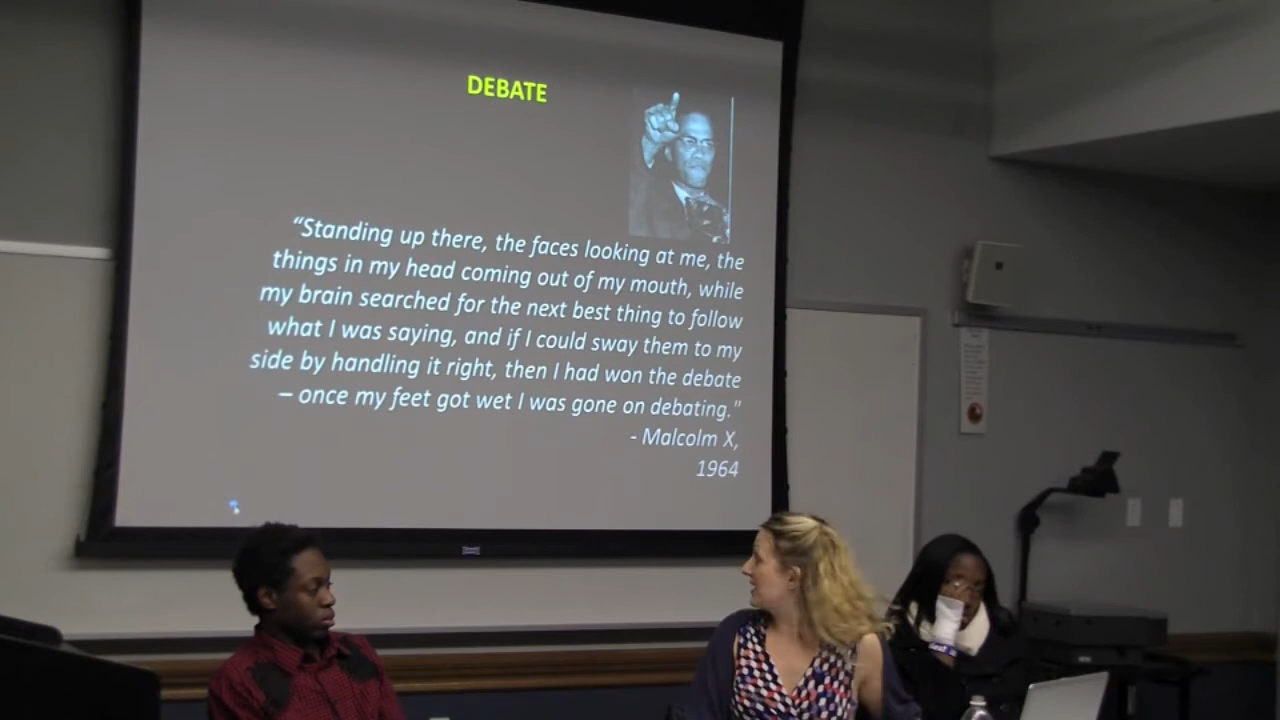 DEBATE
“Standing up there, the faces looking at me, the
things in my head coming out of my mouth, while
my brain searched for the next best thing to follow
what I was saying, and if I could sway them to my
side by handling it right, then I had won the debate
– once my feet got wet I was gone on debating."
- Malcolm X,
1964